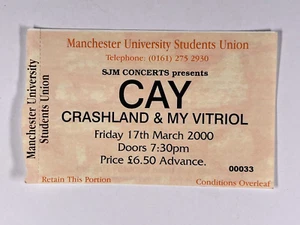 Manchester University Students Union
Telephone: (0161) 275 2930
Manchester University
Students Union
SJM CONCERTS presents
CAY
CRASHLAND & MY VITRIOL
Friday 17th March 2000
Doors 7:30pm
Price £6.50 Advance.
00033
Retain This Portion
Conditions Overleaf